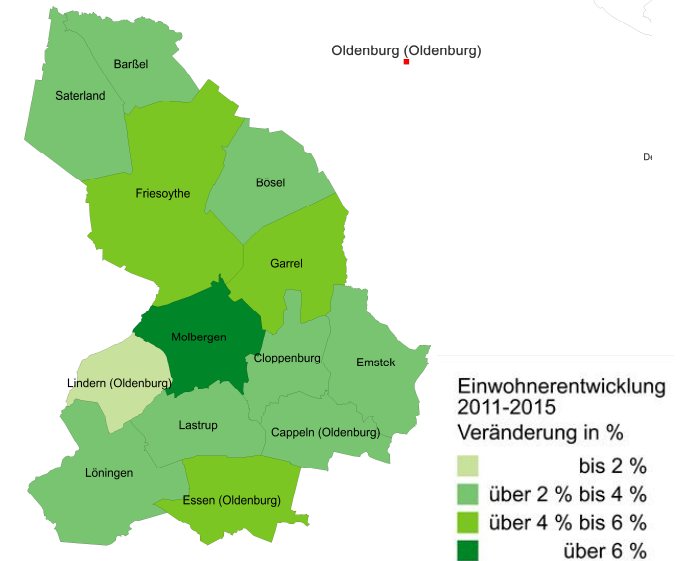 Oldenburg (Oldenburg)
Barßel
Saterland
De
Bösel
Friesoythe
Garrel
Molbergen
Cloppenburg
Emstek
Lindern (Oldenburg)
Lastrup
Cappeln (Oldenburg)
Löningen
Essen (Oldenburg)
Einwohnerentwicklung
2011-2015
Veränderung in %
bis 2 %
über 2 % bis 4 %
über 4 % bis 6 %
über 6 %